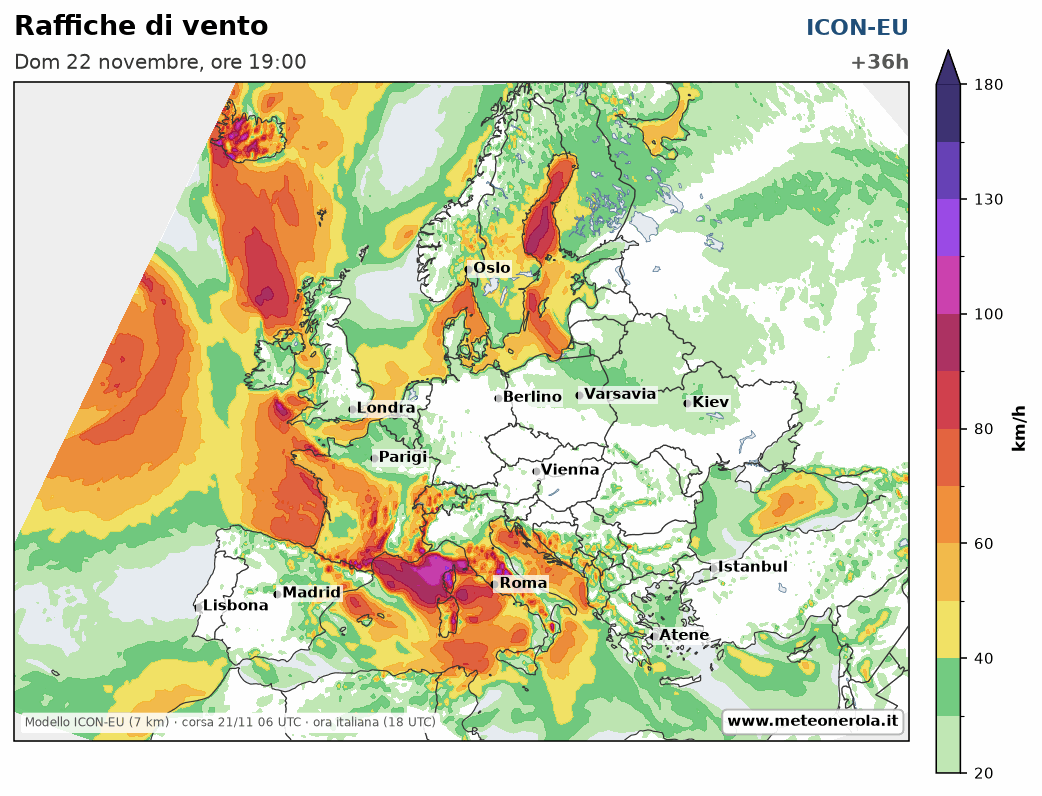 Raffiche di vento
ICON-EU
Dom 22 novembre, ore 19:00
+36h
180
130
100
80
60
40
20
km/h
Oslo
Londra
Berlino
Varsavia
Kiev
Parigi
Vienna
Istanbul
Roma
Madrid
Lisbona
Atene
Modello ICON-EU (7 km) · corsa 21/11 06 UTC · ora italiana (18 UTC)
www.meteonerola.it